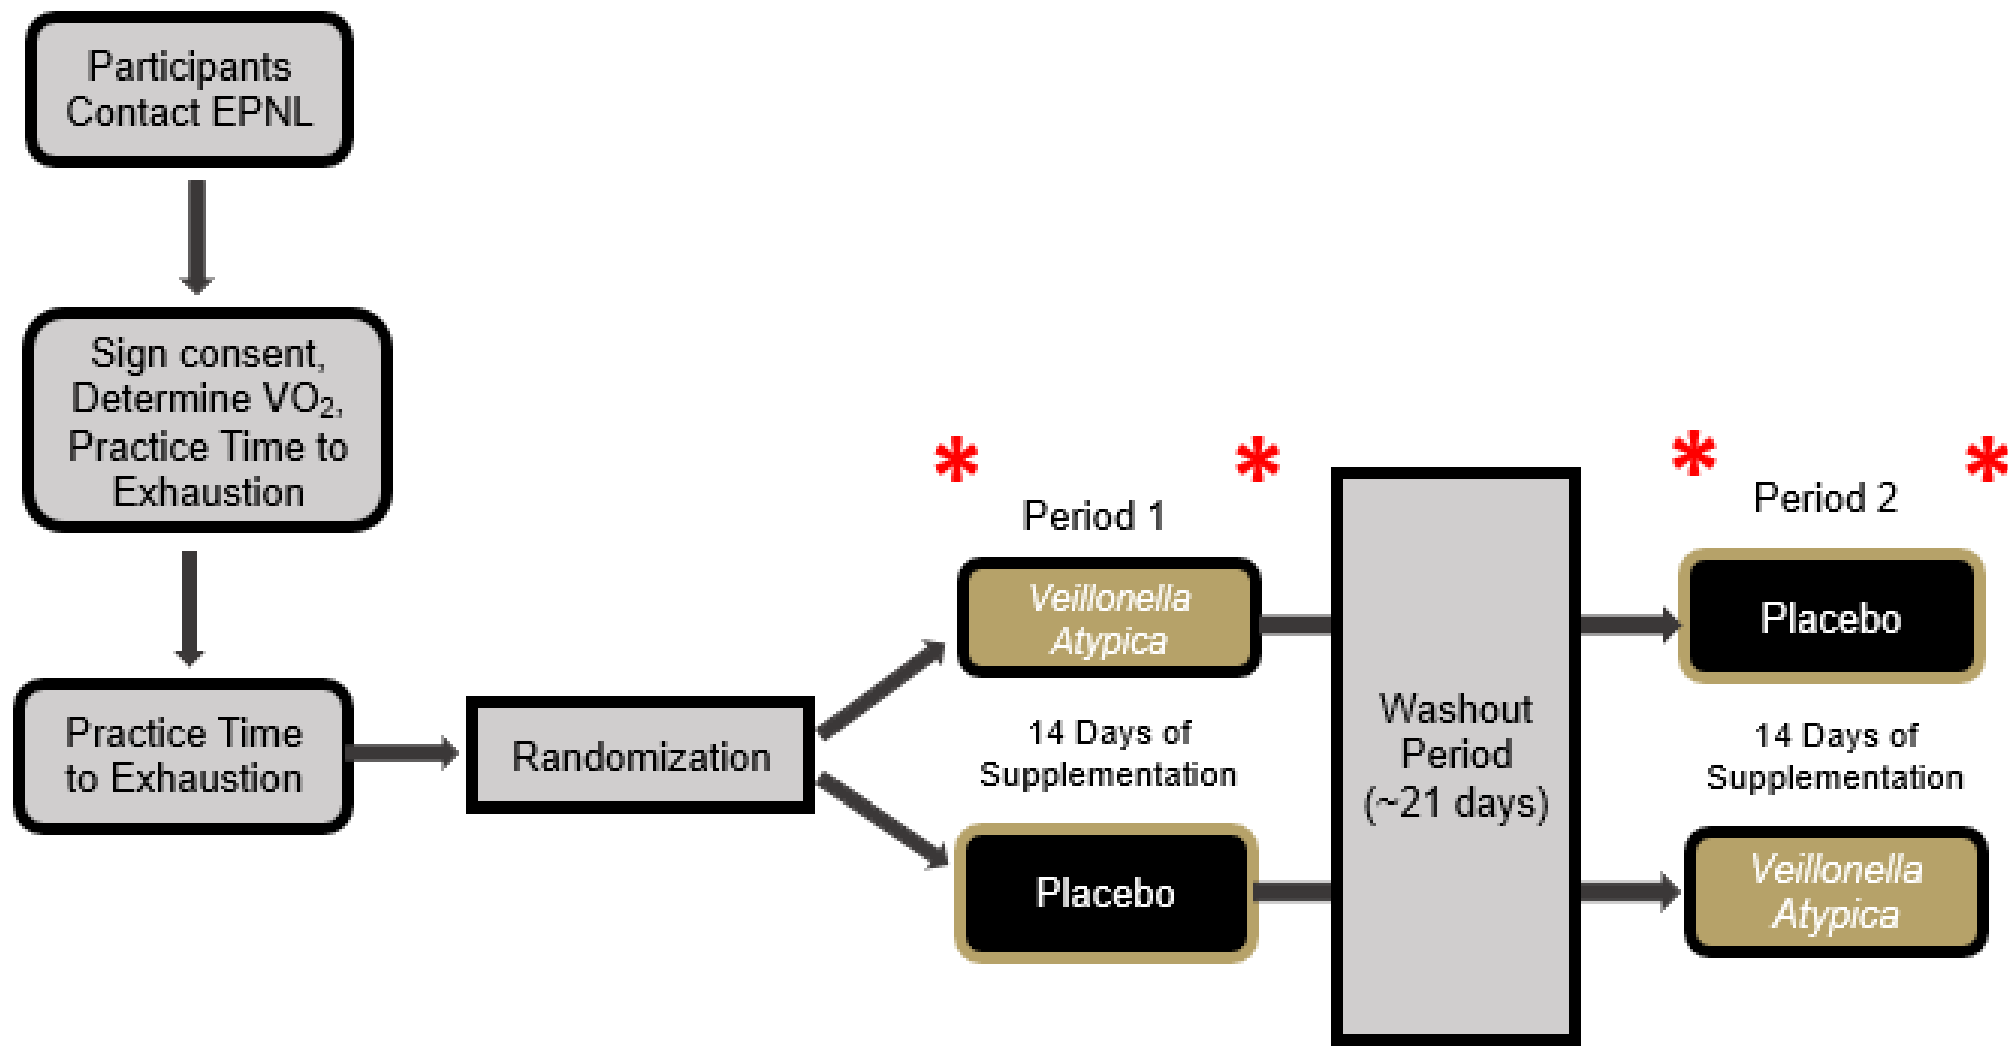 Participants
Contact EPNL
Sign consent,
Determine VO₂,
Practice Time to
Exhaustion
Practice Time
to Exhaustion
Randomization
* *
Period 1
Veillonella
Atypica
14 Days of
Supplementation
Placebo
Washout
Period
(~21 days)
* *
Period 2
Placebo
14 Days of
Supplementation
Veillonella
Atypica